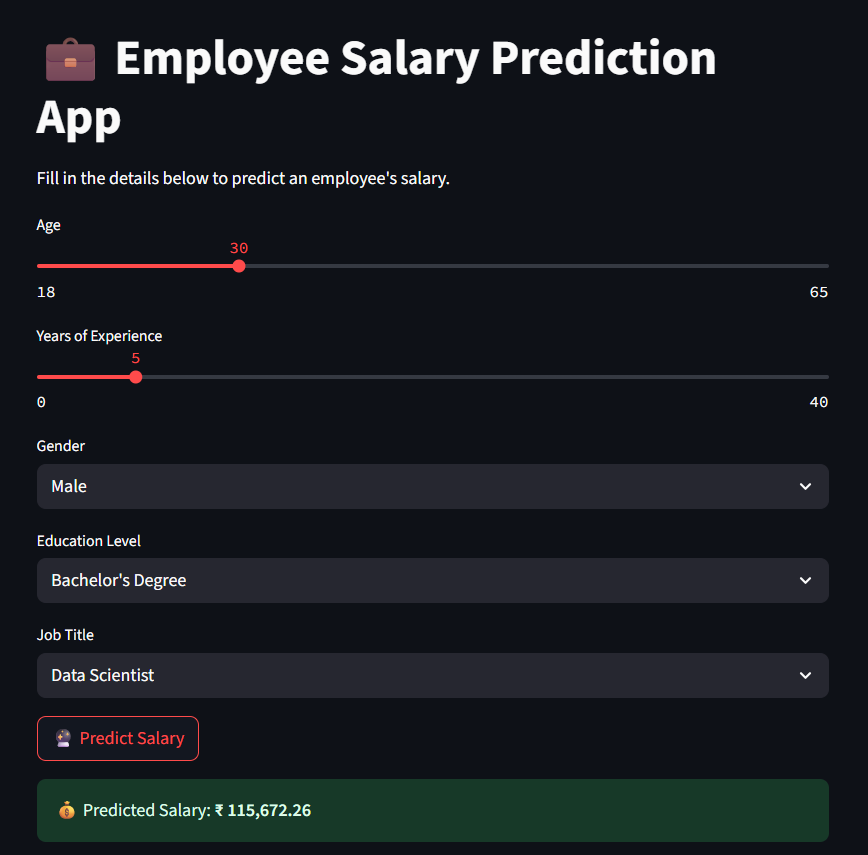 💼 Employee Salary Prediction
App
Fill in the details below to predict an employee's salary.
Age
30
18 65
Years of Experience
5
0 40
Gender
Male
Education Level
Bachelor's Degree
Job Title
Data Scientist
🔮 Predict Salary
💰 Predicted Salary: ₹ 115,672.26